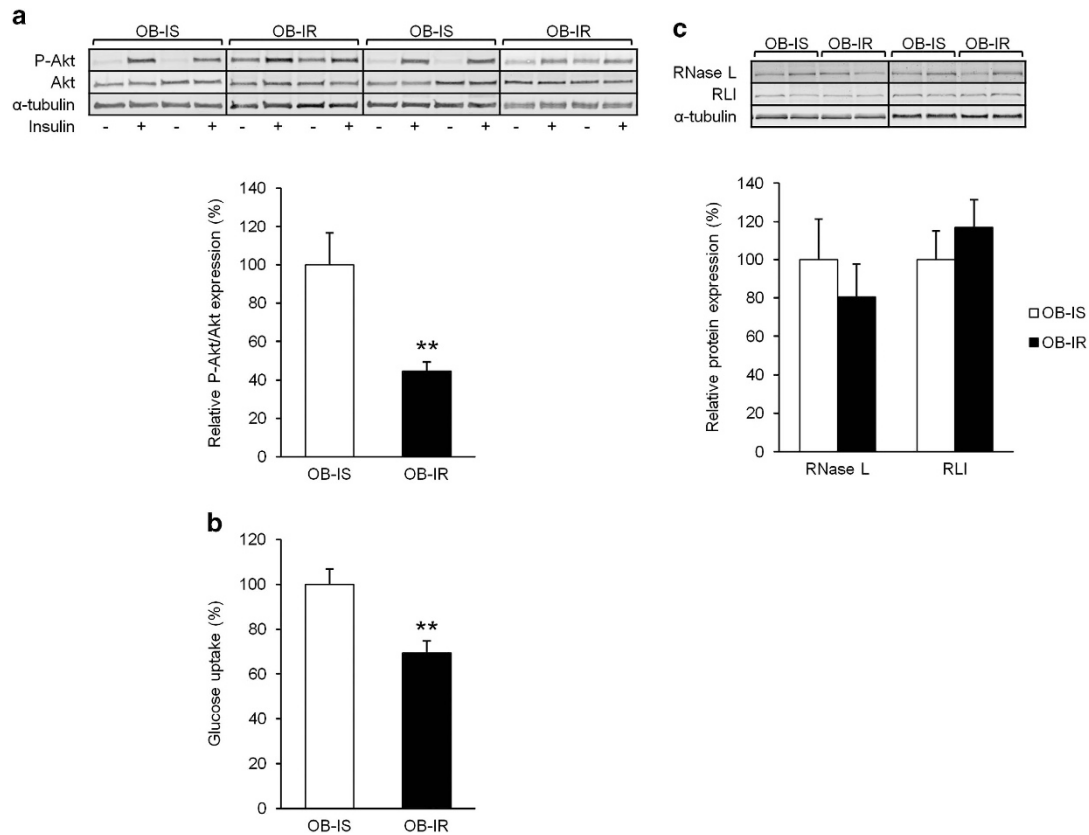 a
OB-IS OB-IR OB-IS OB-IR
P-Akt
Akt
α-tubulin
Insulin - + - + - + - + - + - + - + - +
Relative P-Akt/Akt expression (%)
140
120
100
80
60
40
20
0
**
OB-IS OB-IR
b
Glucose uptake (%)
120
100
80
60
40
20
0
**
OB-IS OB-IR
c
OB-IS OB-IR OB-IS OB-IR
RNase L
RLI
α-tubulin
Relative protein expression (%)
140
120
100
80
60
40
20
0
RNase L RLI
OB-IS
OB-IR